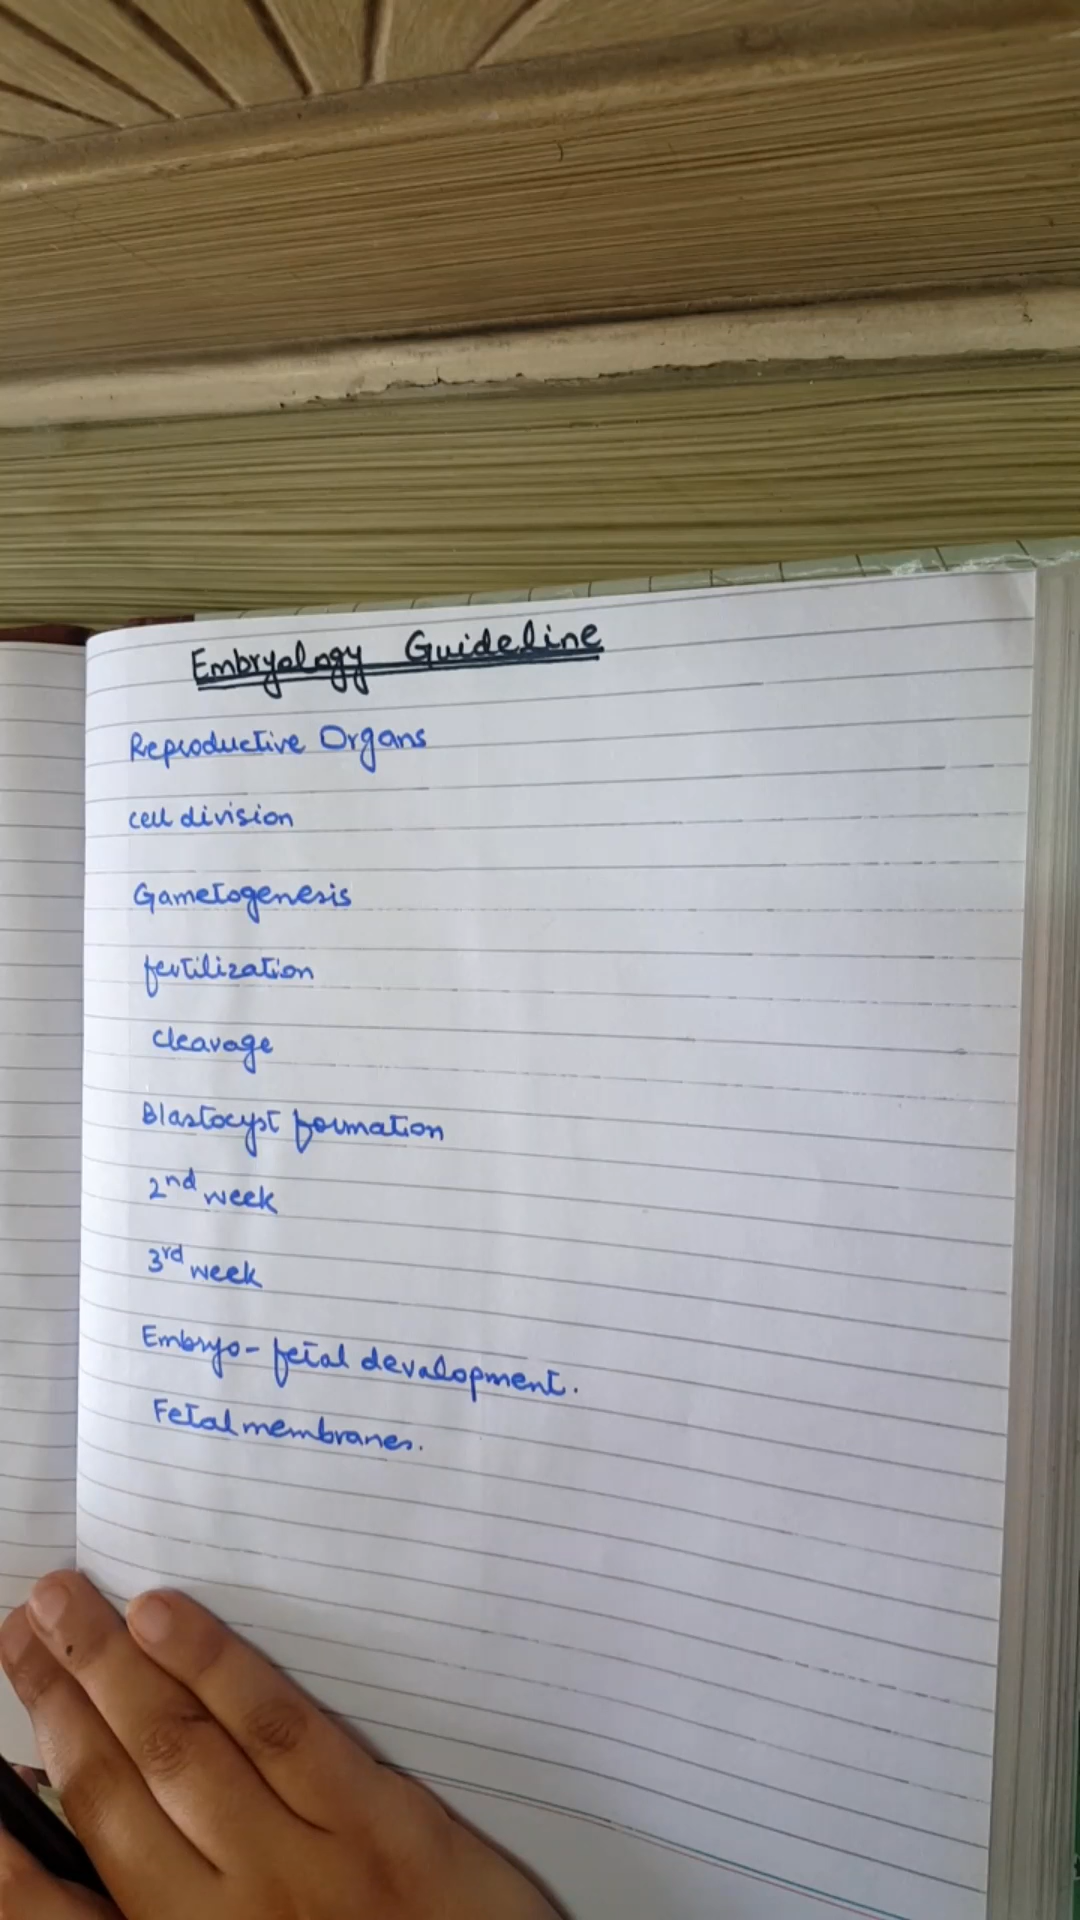 Embryology Guideline
Reproductive Organs
cell division
Gametogenesis
fertilization
cleavage
Blastocyst formation
2nd week
3rd week
Embryo-fetal devalopment.
Fetal membranes.